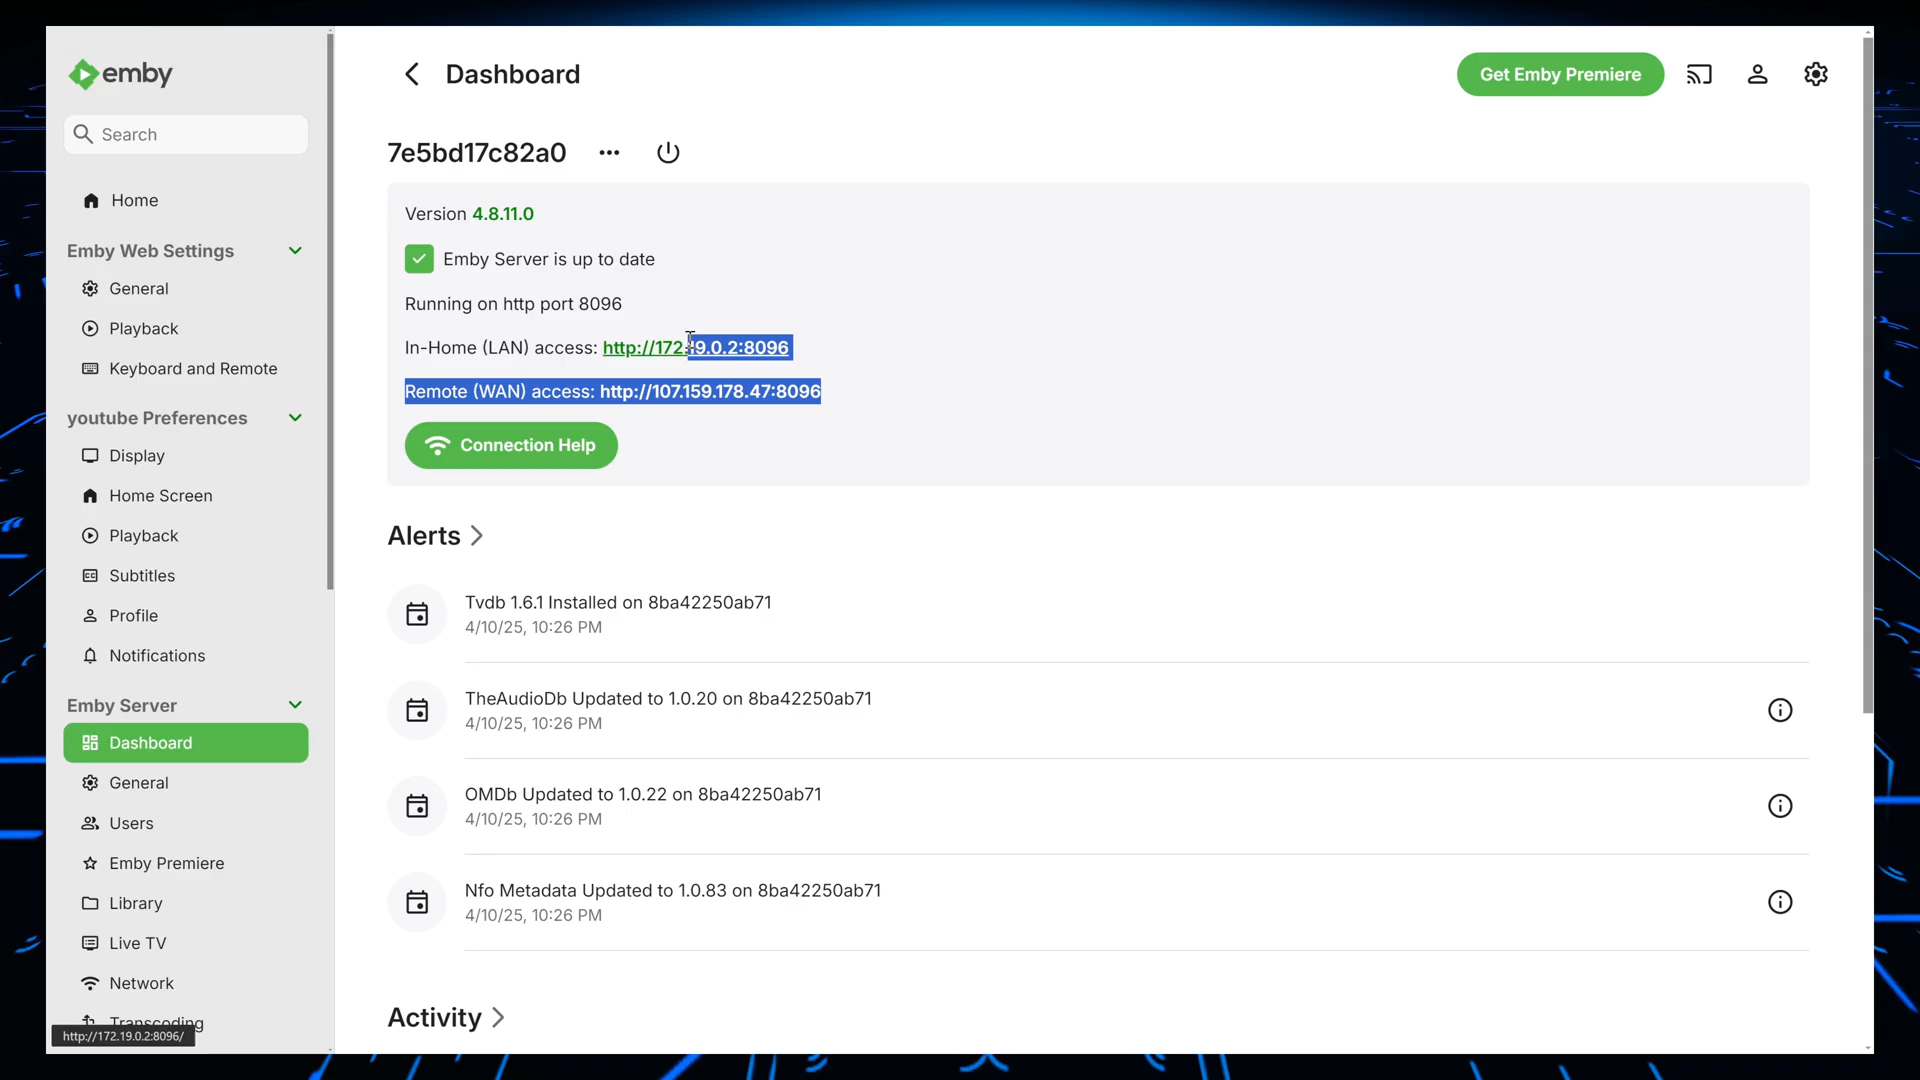 emby
Dashboard
Get Emby Premiere
Search
7e5bd17c82a0
Home
Version 4.8.11.0
Emby Web Settings
Emby Server is up to date
General
Running on http port 8096
Playback
In-Home (LAN) access: http://172.19.0.2:8096
Keyboard and Remote
Remote (WAN) access: http://107.159.178.47:8096
youtube Preferences
Connection Help
Display
Home Screen
Playback
Alerts
Subtitles
Tvdb 1.6.1 Installed on 8ba42250ab71
4/10/25, 10:26 PM
Profile
Notifications
Emby Server
TheAudioDb Updated to 1.0.20 on 8ba42250ab71
4/10/25, 10:26 PM
Dashboard
General
OMDb Updated to 1.0.22 on 8ba42250ab71
4/10/25, 10:26 PM
Users
Emby Premiere
Nfo Metadata Updated to 1.0.83 on 8ba42250ab71
4/10/25, 10:26 PM
Library
Live TV
Network
Activity
Transcoding
http://172.19.0.2:8096/